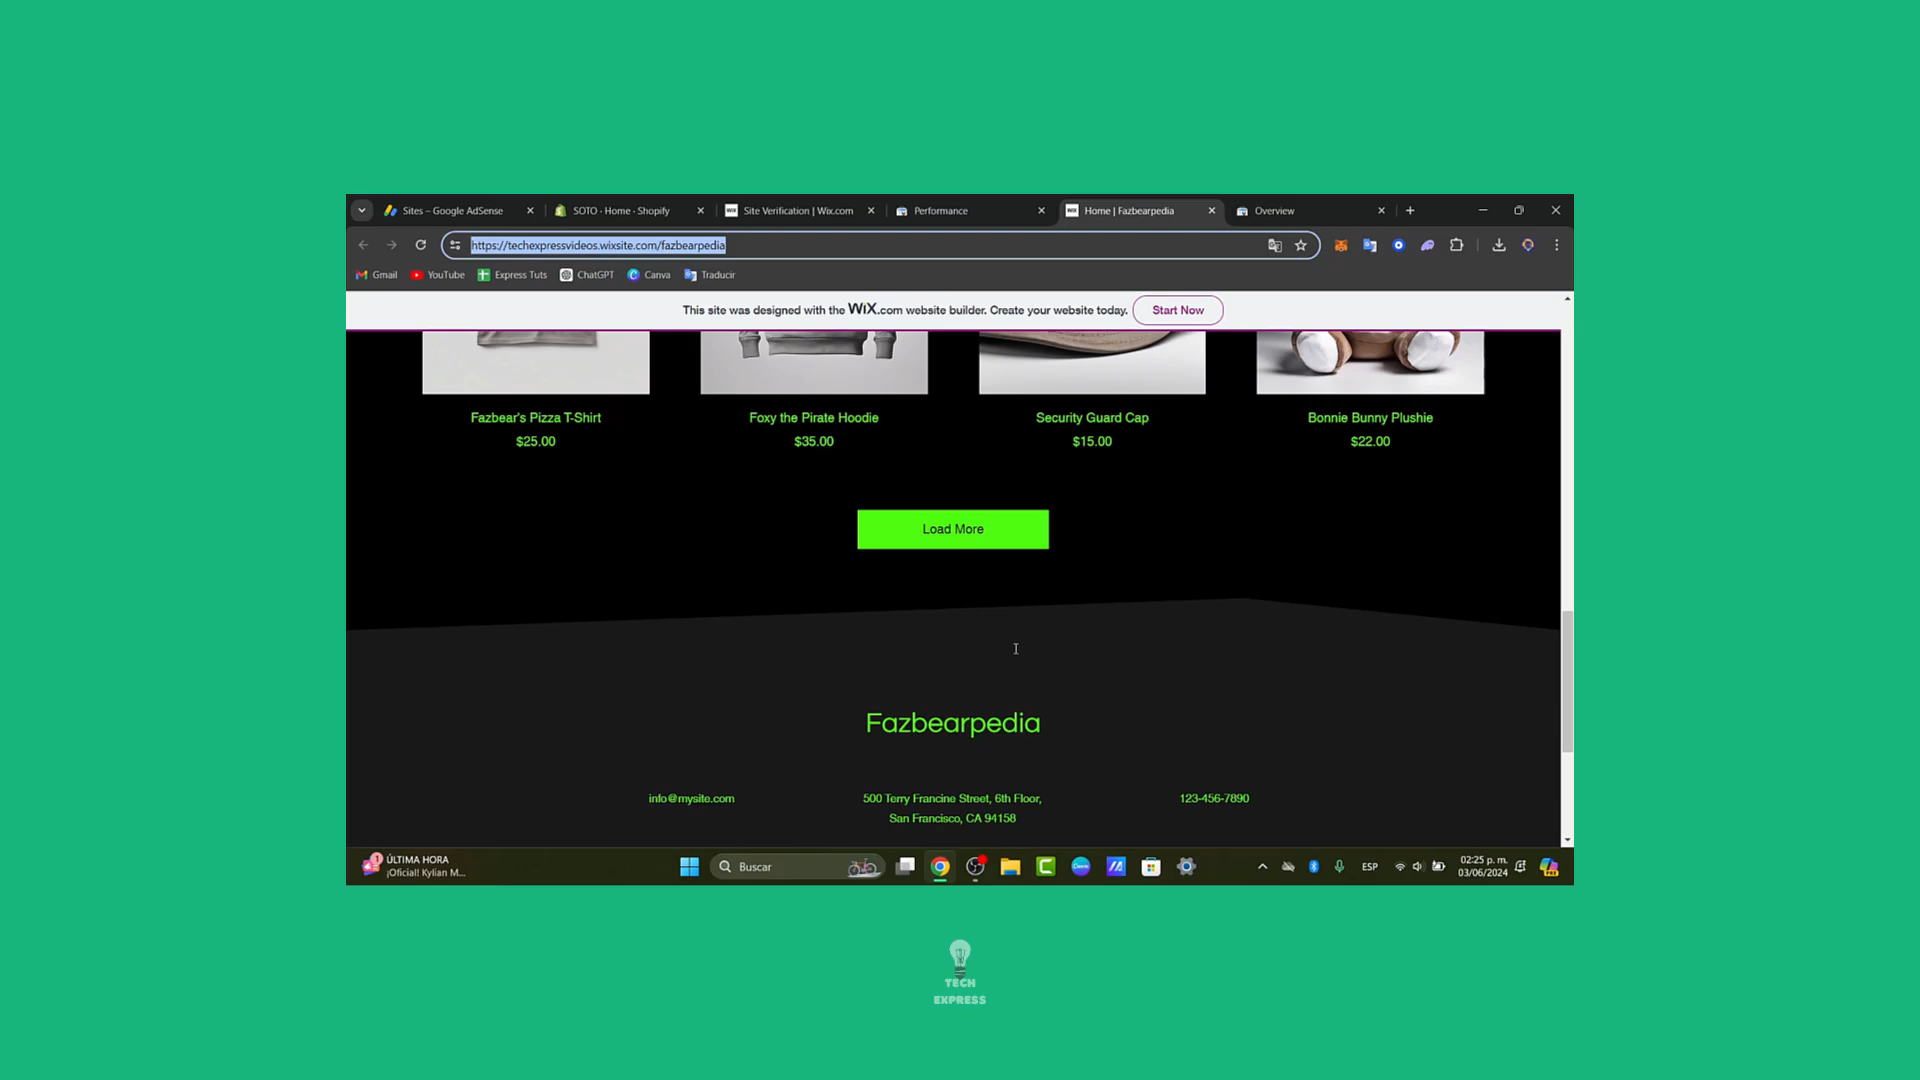 Sites – Google AdSense
SOTO · Home · Shopify
WIX
Site Verification | Wix.com
Performance
WIX
Home | Fazbearpedia
Overview
https://techexpressvideos.wixsite.com/fazbearpedia
Gmail
YouTube
Express Tuts
ChatGPT
Canva
Traducir
This site was designed with the WiX.com website builder. Create your website today.
Start Now
Fazbear's Pizza T-Shirt
$25.00
Foxy the Pirate Hoodie
$35.00
Security Guard Cap
$15.00
Bonnie Bunny Plushie
$22.00
Load More
Fazbearpedia
info@mysite.com
500 Terry Francine Street, 6th Floor,
San Francisco, CA 94158
123-456-7890
1
ÚLTIMA HORA
¡Oficial! Kylian M...
Buscar
ESP
02:25 p. m.
03/06/2024
TECH
EXPRESS